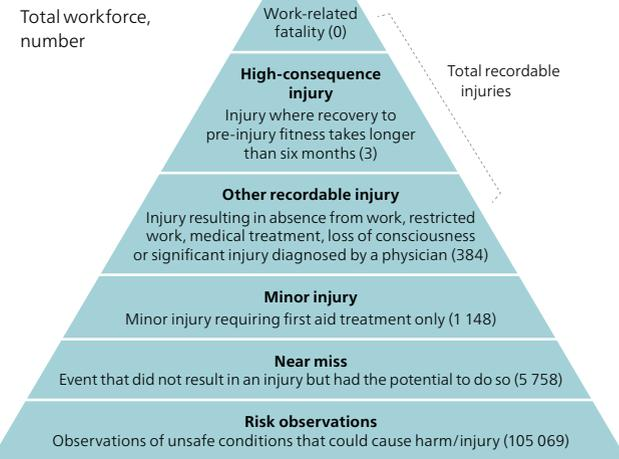 Total workforce,
number
Work-related
fatality (0)
Total recordable
injuries
High-consequence
injury
Injury where recovery to
pre-injury fitness takes longer
than six months (3)
Other recordable injury
Injury resulting in absence from work, restricted
work, medical treatment, loss of consciousness
or significant injury diagnosed by a physician (384)
Minor injury
Minor injury requiring first aid treatment only (1 148)
Near miss
Event that did not result in an injury but had the potential to do so (5 758)
Risk observations
Observations of unsafe conditions that could cause harm/injury (105 069)